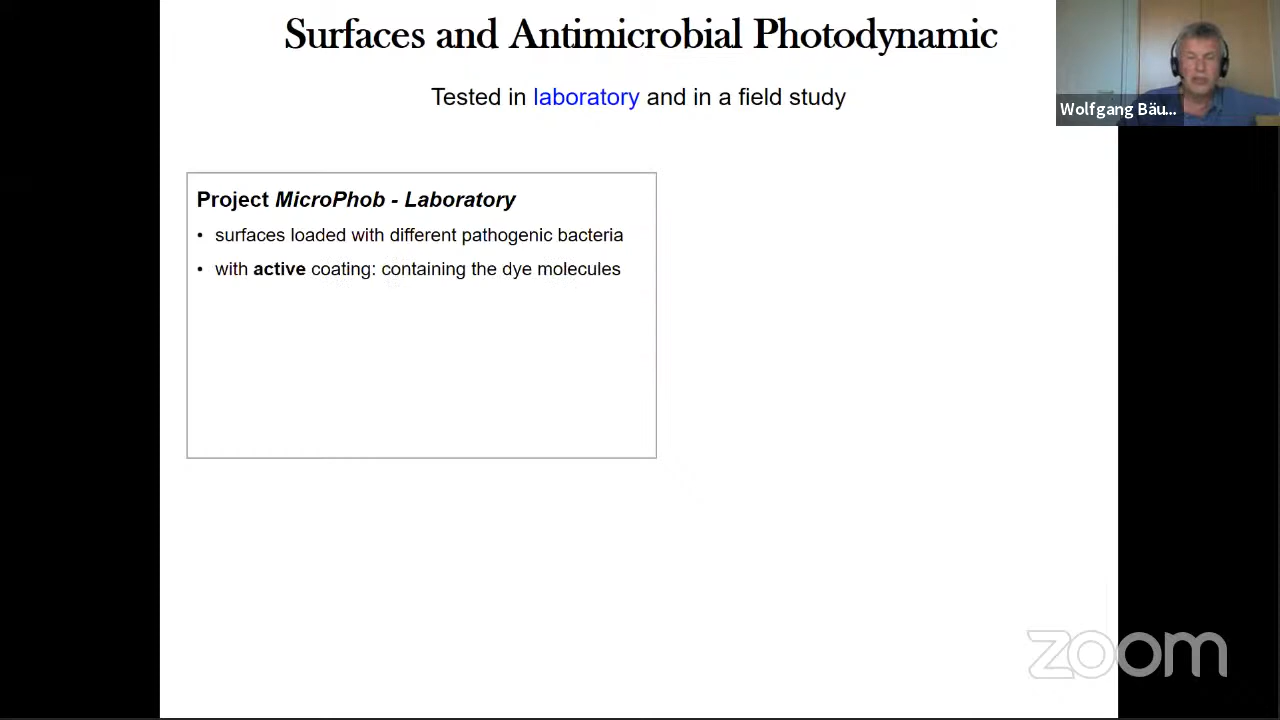 Surfaces and Antimicrobial Photodynamic
Tested in laboratory and in a field study
Wolfgang Bäu...
Project MicroPhob - Laboratory
• surfaces loaded with different pathogenic bacteria
• with active coating: containing the dye molecules
zoom